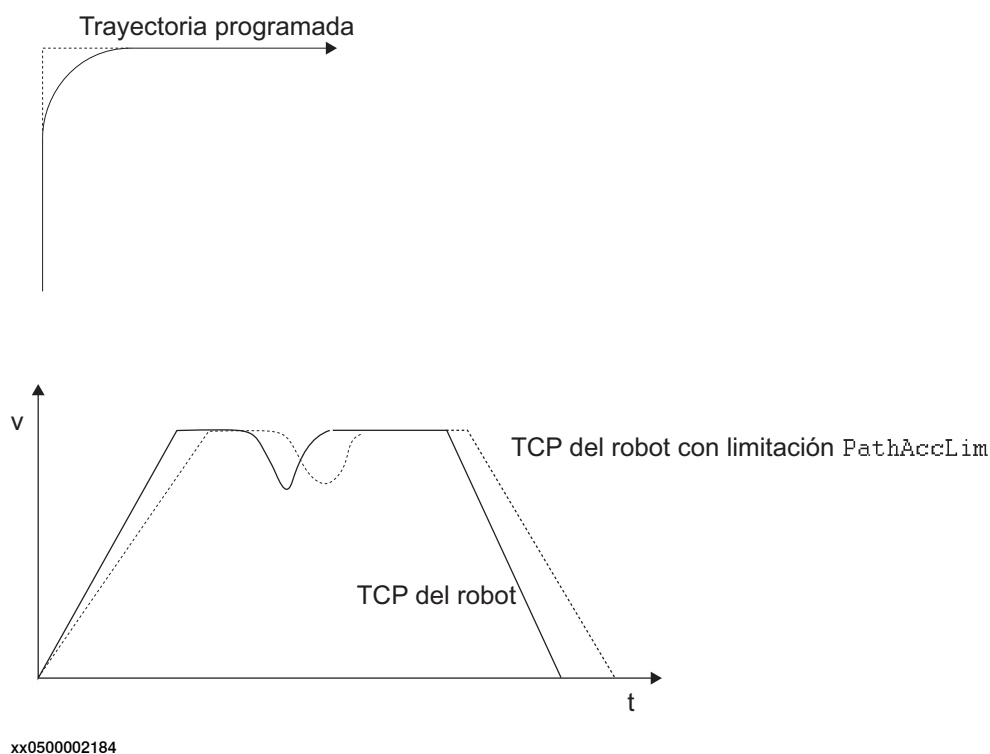 Trayectoria programada
v
TCP del robot con limitación PathAccLim
TCP del robot
t
xx0500002184